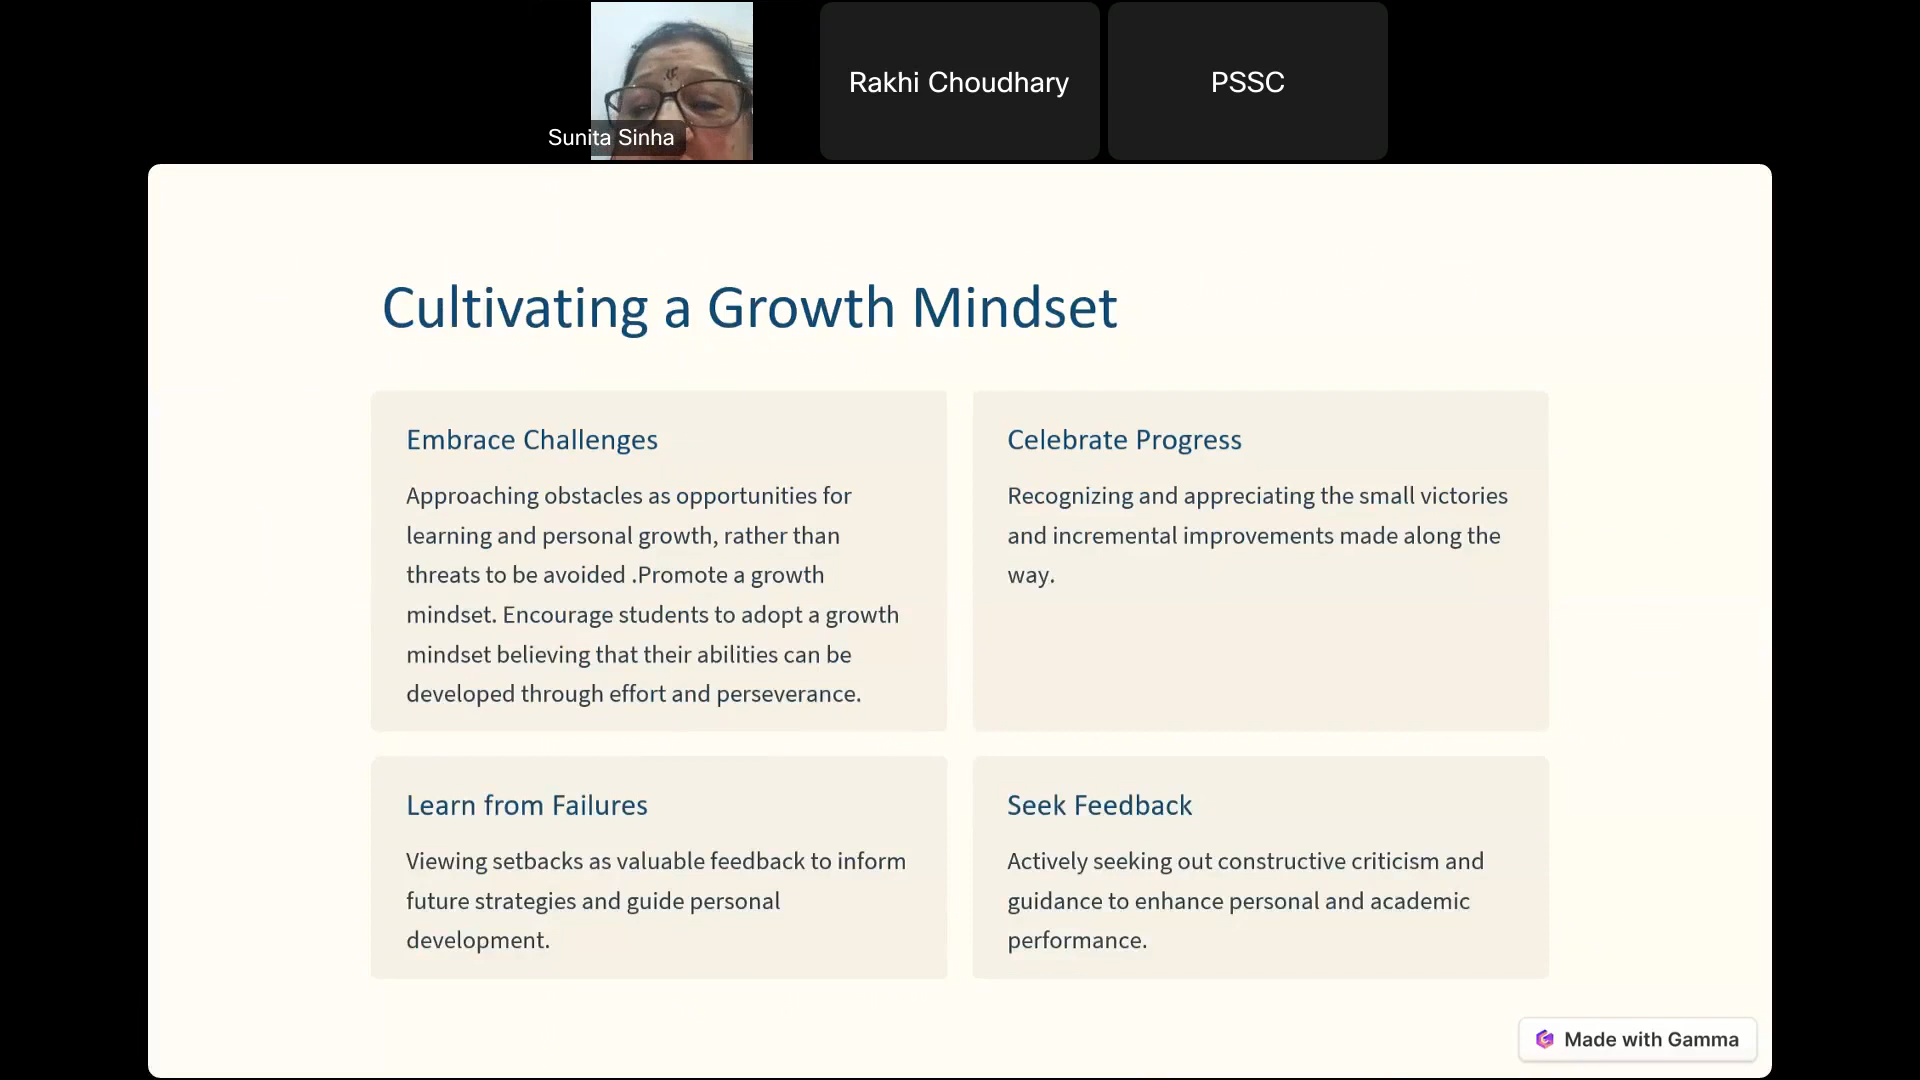 Sunita Sinha
Rakhi Choudhary
PSSC
Cultivating a Growth Mindset
Embrace Challenges
Approaching obstacles as opportunities for
learning and personal growth, rather than
threats to be avoided .Promote a growth
mindset. Encourage students to adopt a growth
mindset believing that their abilities can be
developed through effort and perseverance.
Celebrate Progress
Recognizing and appreciating the small victories
and incremental improvements made along the
way.
Learn from Failures
Viewing setbacks as valuable feedback to inform
future strategies and guide personal
development.
Seek Feedback
Actively seeking out constructive criticism and
guidance to enhance personal and academic
performance.
Made with Gamma